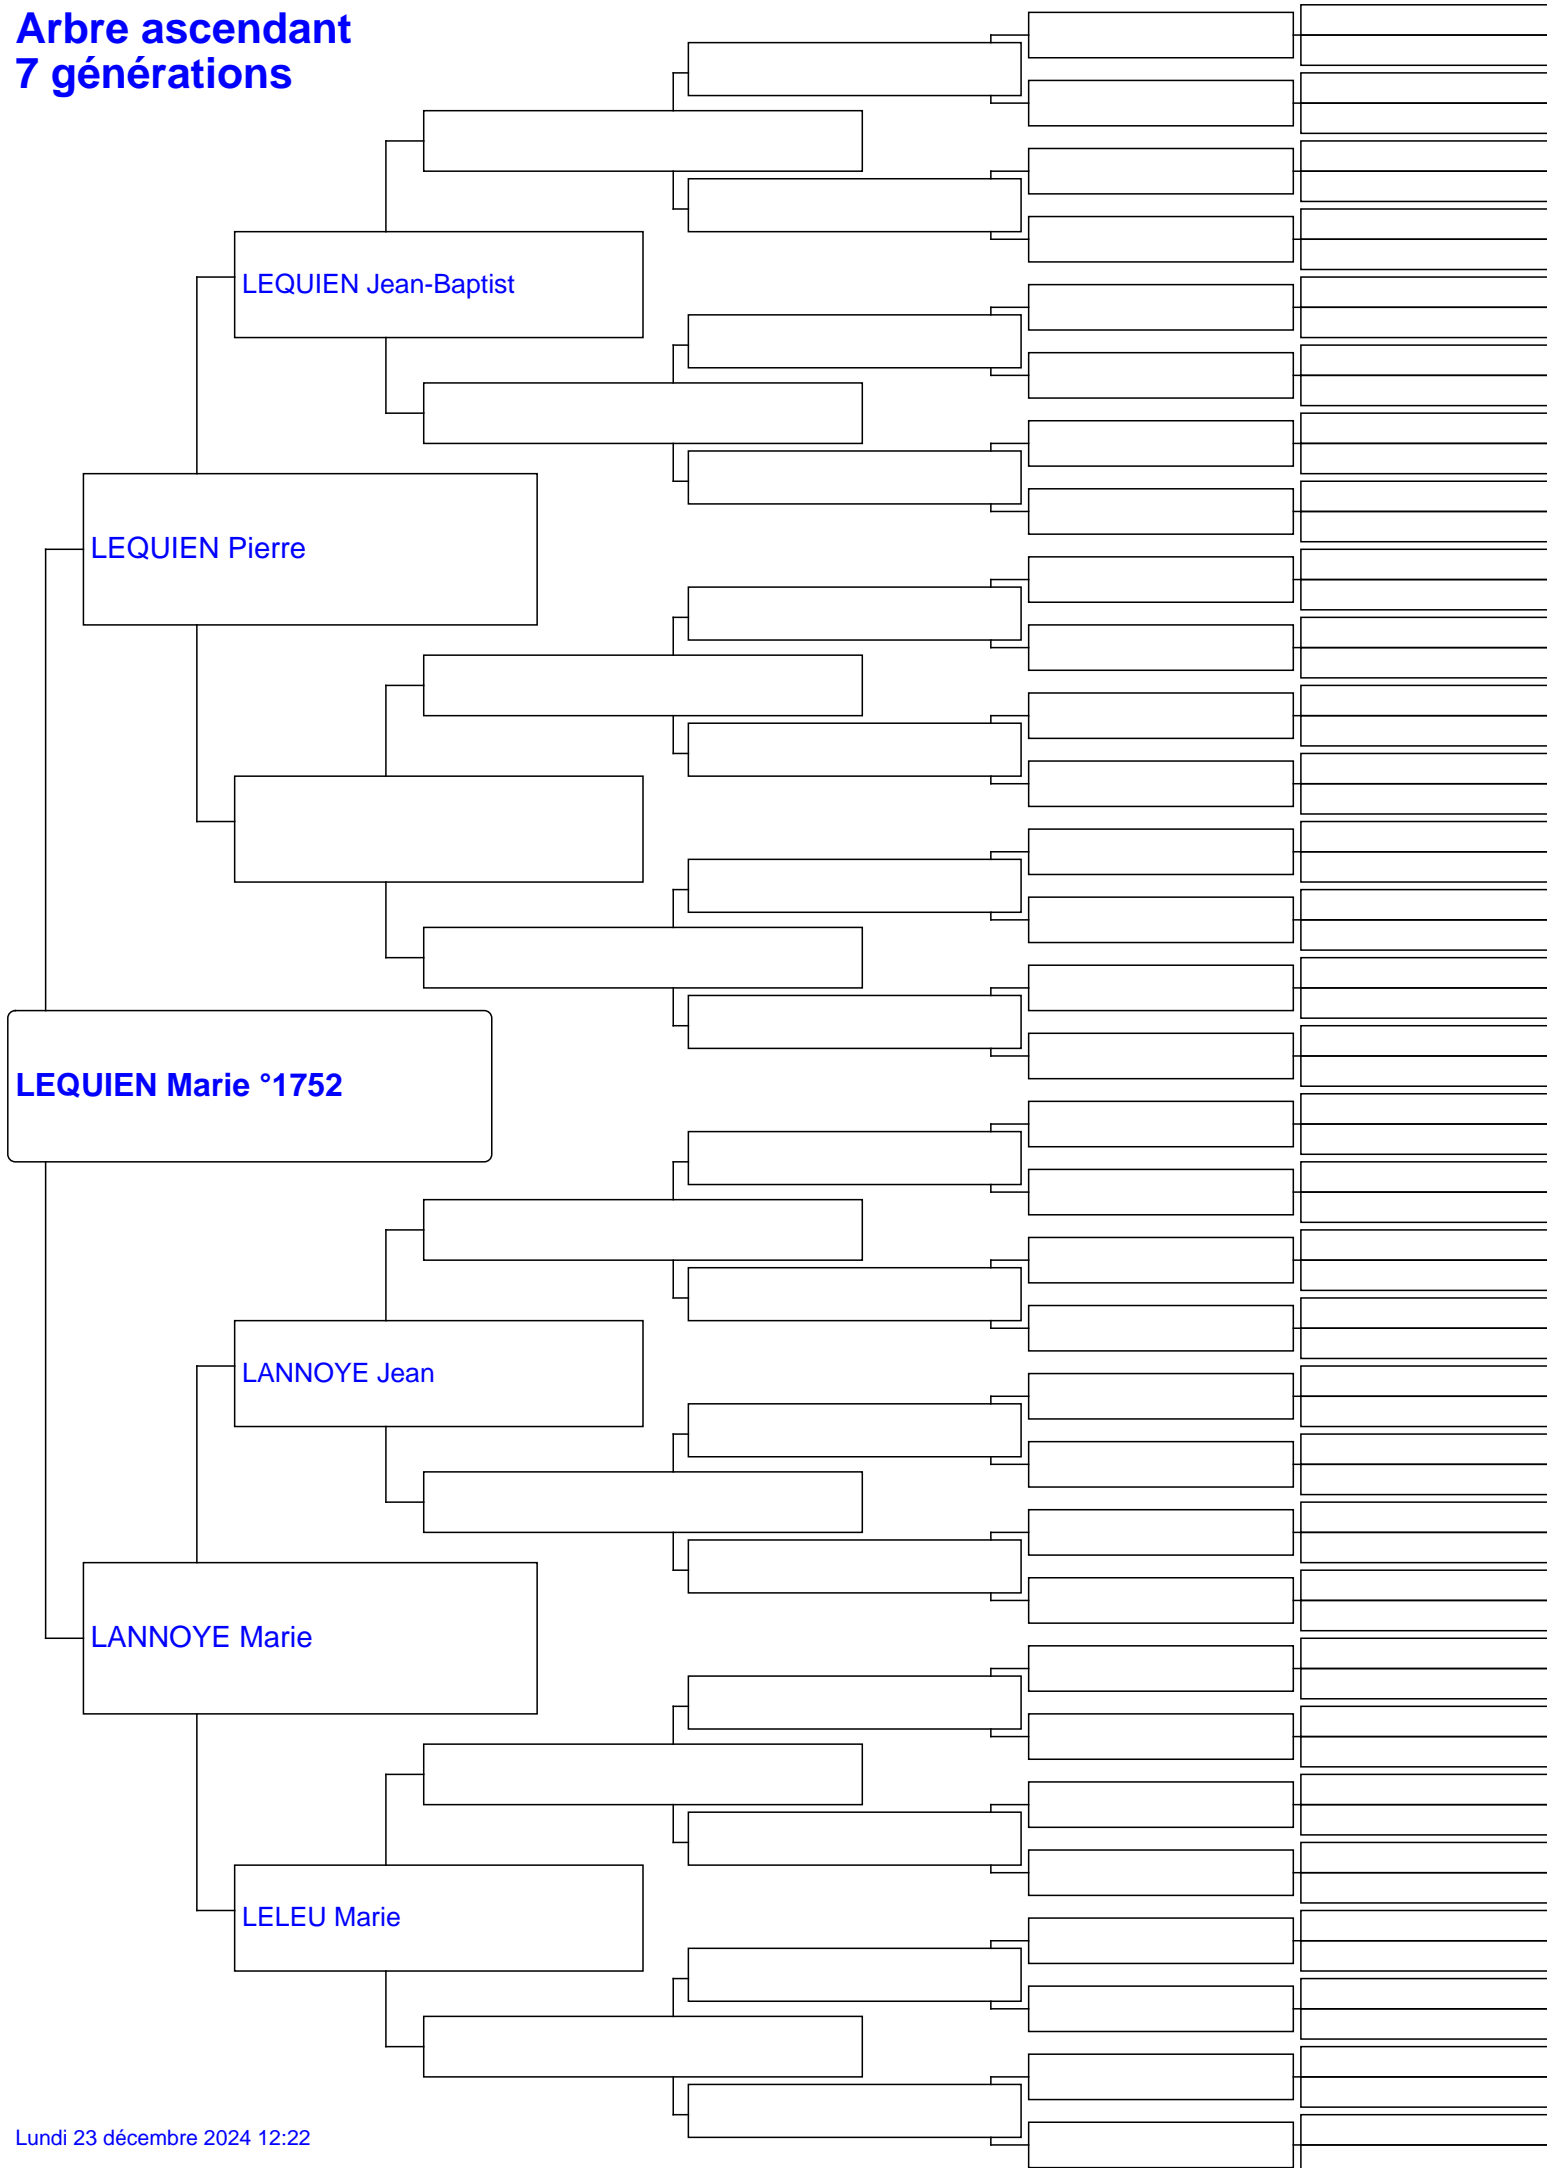 Arbre ascendant
7 générations
LEQUIEN Jean-Baptist
LEQUIEN Pierre
LEQUIEN Marie °1752
LANNOYE Jean
LANNOYE Marie
LELEU Marie
Lundi 23 décembre 2024 12:22